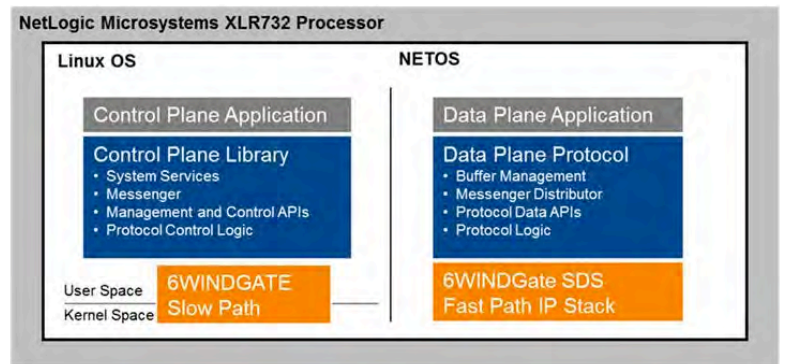 NetLogic Microsystems XLR732 Processor
Linux OS
Control Plane Application
Control Plane Library
• System Services
• Messenger
• Management and Control APIs
• Protocol Control Logic
User Space
Kernel Space
6WINDGATE
Slow Path
NETOS
Data Plane Application
Data Plane Protocol
• Buffer Management
• Messenger Distributor
• Protocol Data APIs
• Protocol Logic
6WINDGate SDS
Fast Path IP Stack